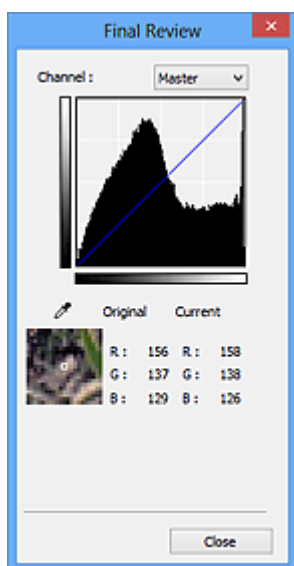 Final Review
Channel : Master
Original Current
R : 156 R : 158
G : 137 G : 138
B : 129 B : 126
Close